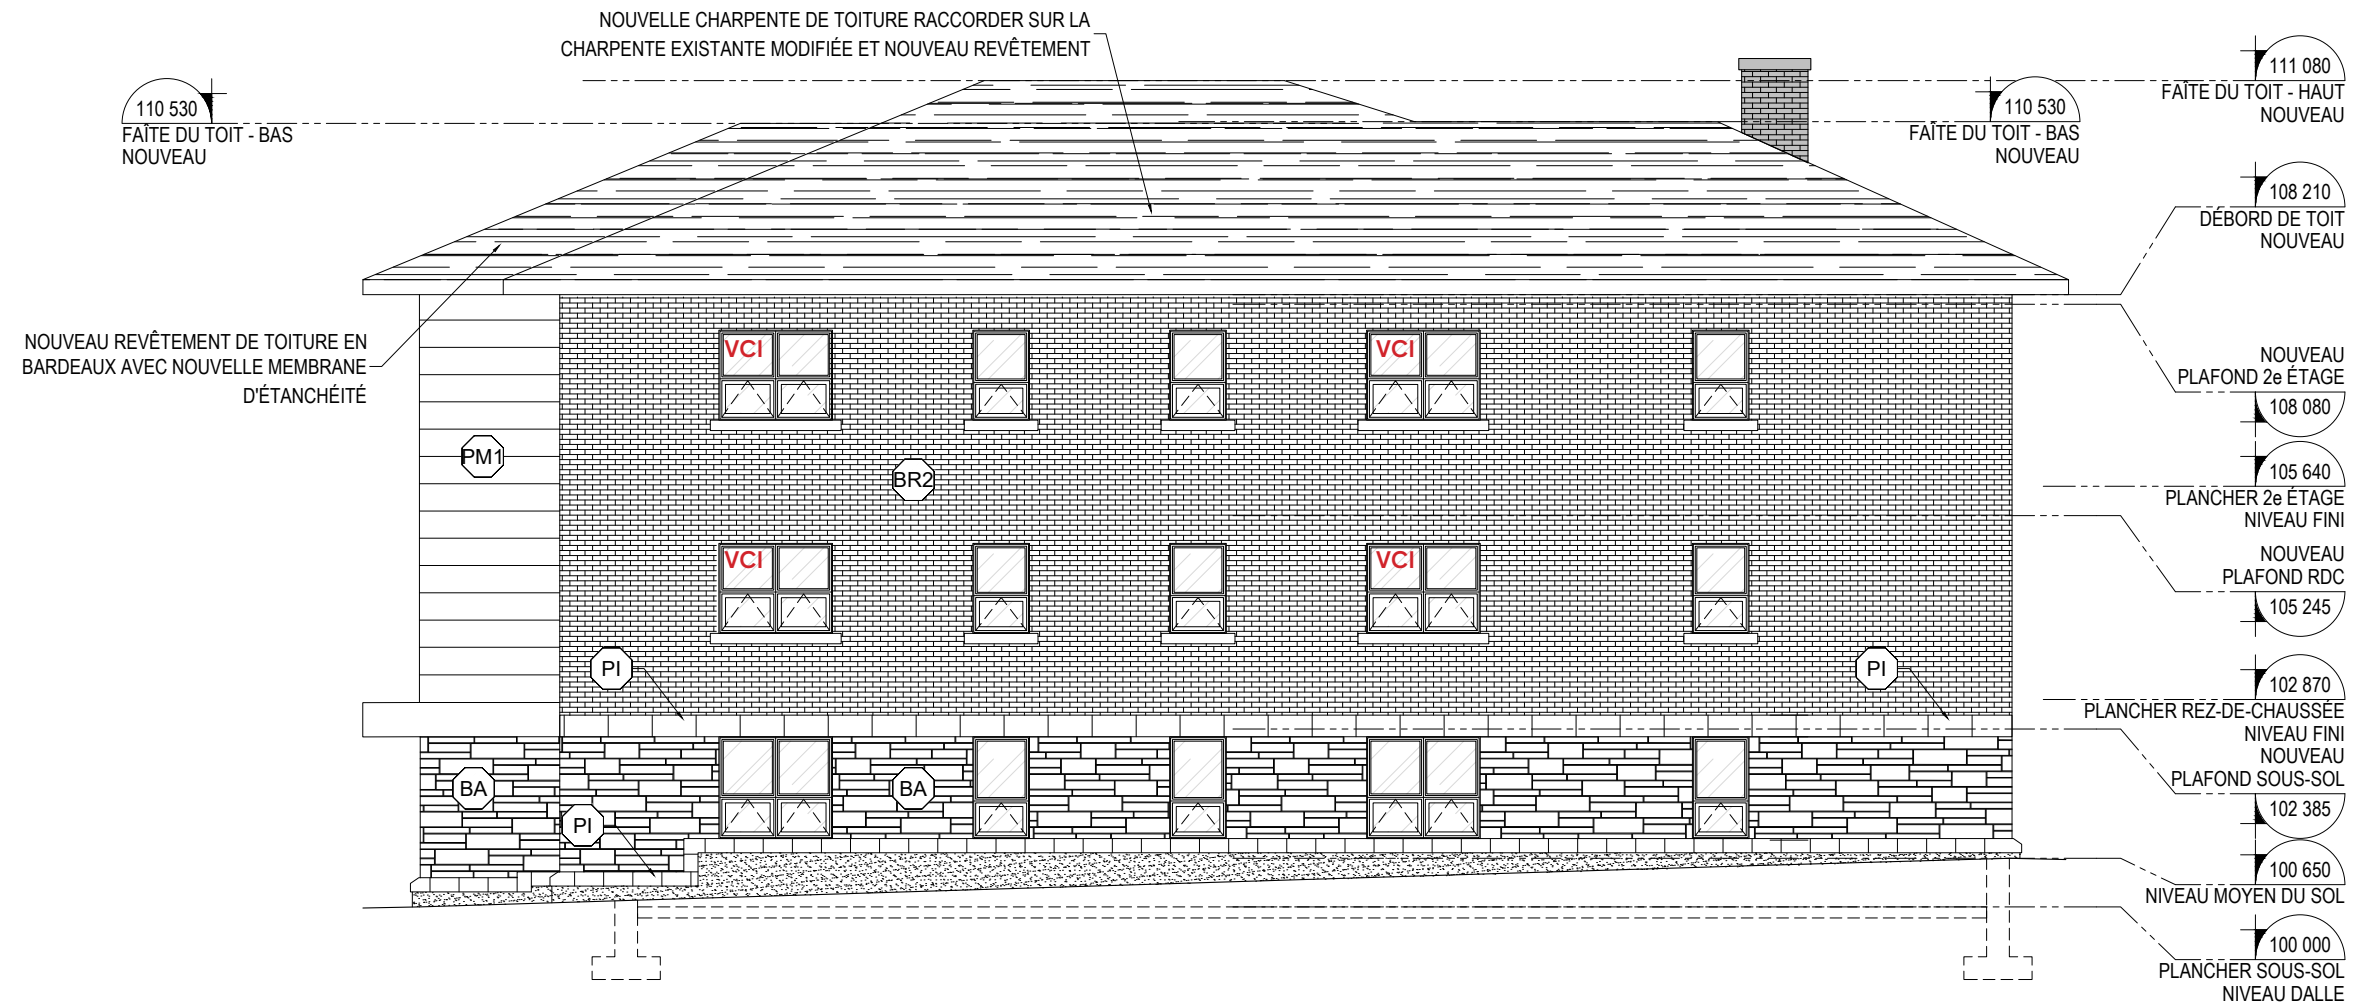 NOUVELLE CHARPENTE DE TOITURE RACCORDER SUR LA
CHARPENTE EXISTANTE MODIFIÉE ET NOUVEAU REVÊTEMENT
110 530
FAÎTE DU TOIT - BAS
NOUVEAU
111 080
FAÎTE DU TOIT - HAUT
NOUVEAU
110 530
FAÎTE DU TOIT - BAS
NOUVEAU
108 210
DÉBORD DE TOIT
NOUVEAU
NOUVEAU REVÊTEMENT DE TOITURE EN
BARDEAUX AVEC NOUVELLE MEMBRANE
D'ÉTANCHÉITÉ
VCI
VCI
NOUVEAU
PLAFOND 2e ÉTAGE
108 080
PM1
BR2
105 640
PLANCHER 2e ÉTAGE
NIVEAU FINI
VCI
VCI
NOUVEAU
PLAFOND RDC
105 245
PI
PI
102 870
PLANCHER REZ-DE-CHAUSSÉE
NIVEAU FINI
NOUVEAU
PLAFOND SOUS-SOL
102 385
BA
BA
PI
100 650
NIVEAU MOYEN DU SOL
100 000
PLANCHER SOUS-SOL
NIVEAU DALLE